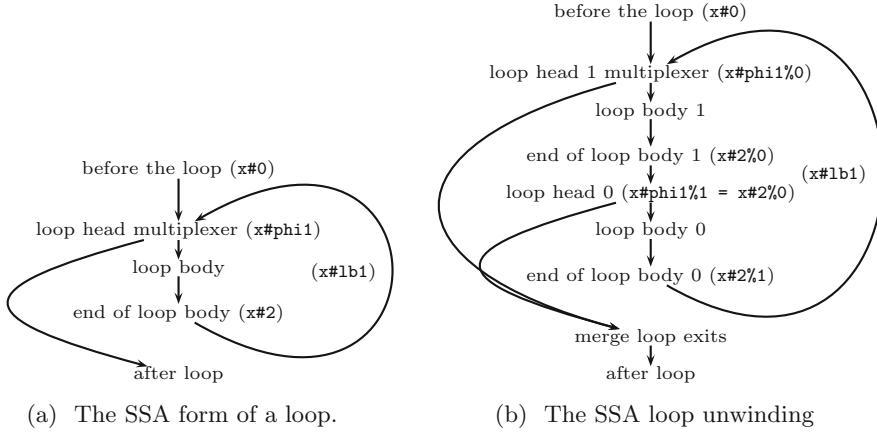 before the loop (x#0)
loop head multiplexer (x#phi1)
loop body
(x#lb1)
end of loop body (x#2)
after loop
(a) The SSA form of a loop.
before the loop (x#0)
loop head 1 multiplexer (x#phi1%0)
loop body 1
end of loop body 1 (x#2%0)
(x#lb1)
loop head 0 (x#phi1%1 = x#2%0)
loop body 0
end of loop body 0 (x#2%1)
merge loop exits
after loop
(b) The SSA loop unwinding